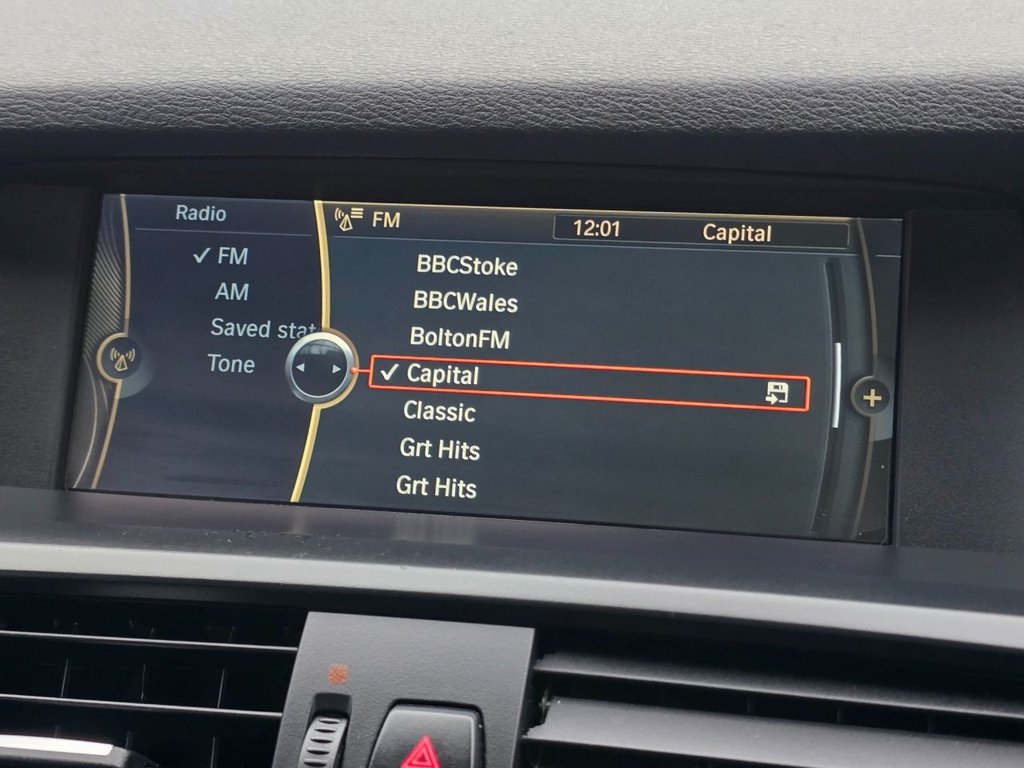 Radio
FM
AM
Saved stat
Tone
FM
12:01
Capital
BBCStoke
BBCWales
BoltonFM
Capital
Classic
Grt Hits
Grt Hits